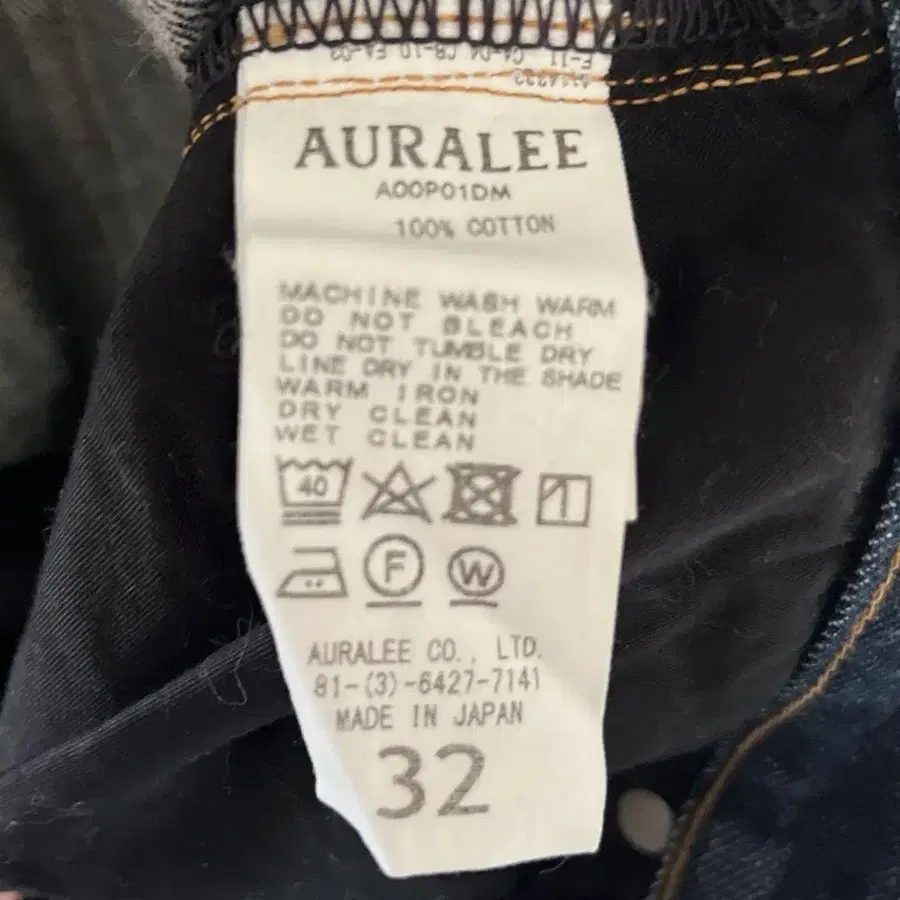 AURALEE
A00P01DM
100% COTTON
MACHINE WASH WARM
DO NOT BLEACH
DO NOT TUMBLE DRY
LINE DRY IN THE SHADE
WARM IRON
DRY CLEAN
WET CLEAN
40
F W
AURALEE CO., LTD.
81-(3)-6427-7141
MADE IN JAPAN
32